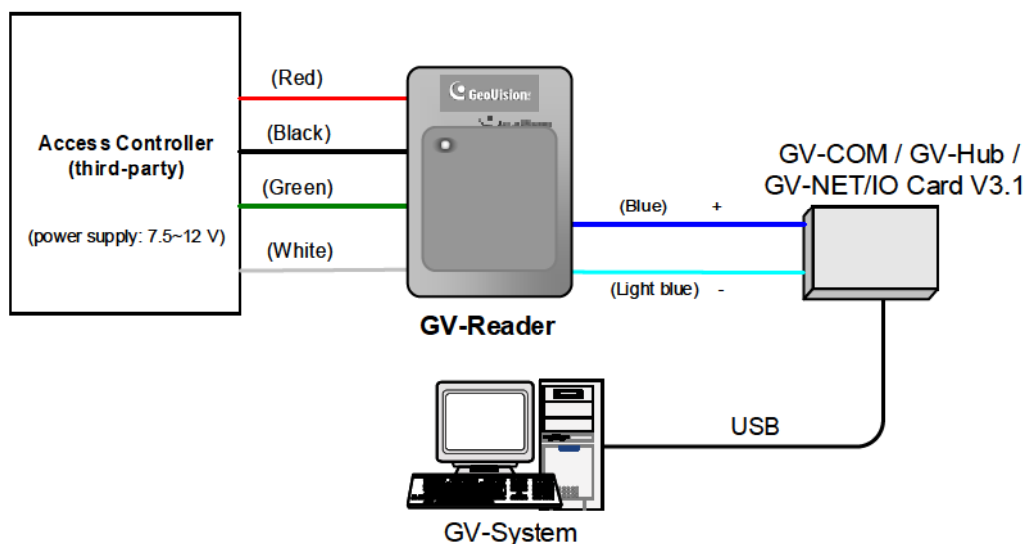 (Red)
(Black)
(Green)
(White)
Access Controller
(third-party)
(power supply: 7.5~12 V)
GeoVision
GV-Reader
(Blue) +
(Light blue) -
GV-COM / GV-Hub /
GV-NET/IO Card V3.1
USB
GV-System